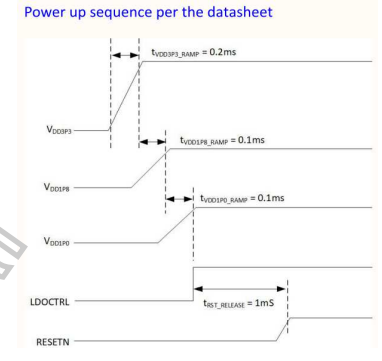 Power up sequence per the datasheet
tVDD3P3_RAMP = 0.2ms
VDD3P3
tVDD1P8_RAMP = 0.1ms
VDD1P8
tVDD1P0_RAMP = 0.1ms
VDD1P0
LDOCTRL
tRST_RELEASE = 1mS
RESETN